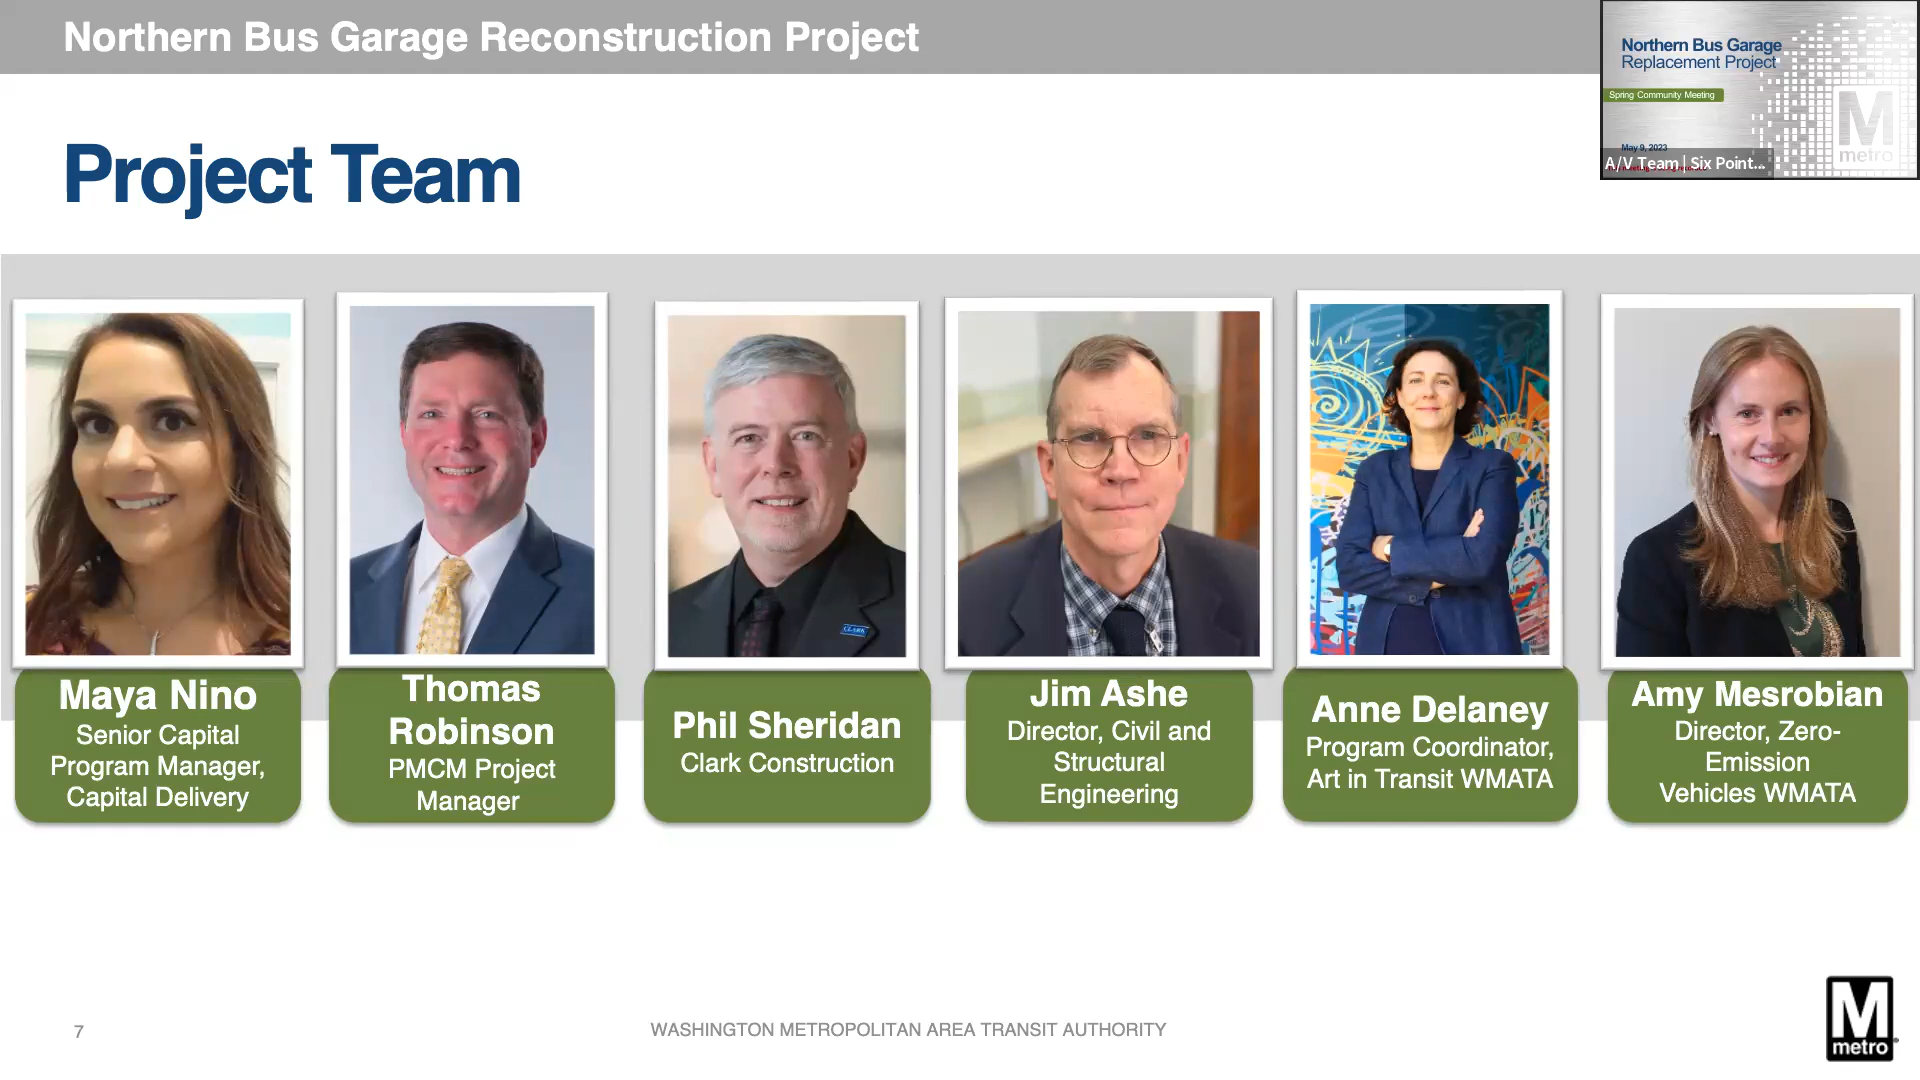 Northern Bus Garage Reconstruction Project
Northern Bus Garage
Replacement Project
Spring Community Meeting
May 9, 2023
A/V Team | Six Point...
M
metro
Project Team
CLARK
Maya Nino
Senior Capital
Program Manager,
Capital Delivery
Thomas
Robinson
PMCM Project
Manager
Phil Sheridan
Clark Construction
Jim Ashe
Director, Civil and
Structural
Engineering
Anne Delaney
Program Coordinator,
Art in Transit WMATA
Amy Mesrobian
Director, Zero-
Emission
Vehicles WMATA
7
WASHINGTON METROPOLITAN AREA TRANSIT AUTHORITY
M
metro